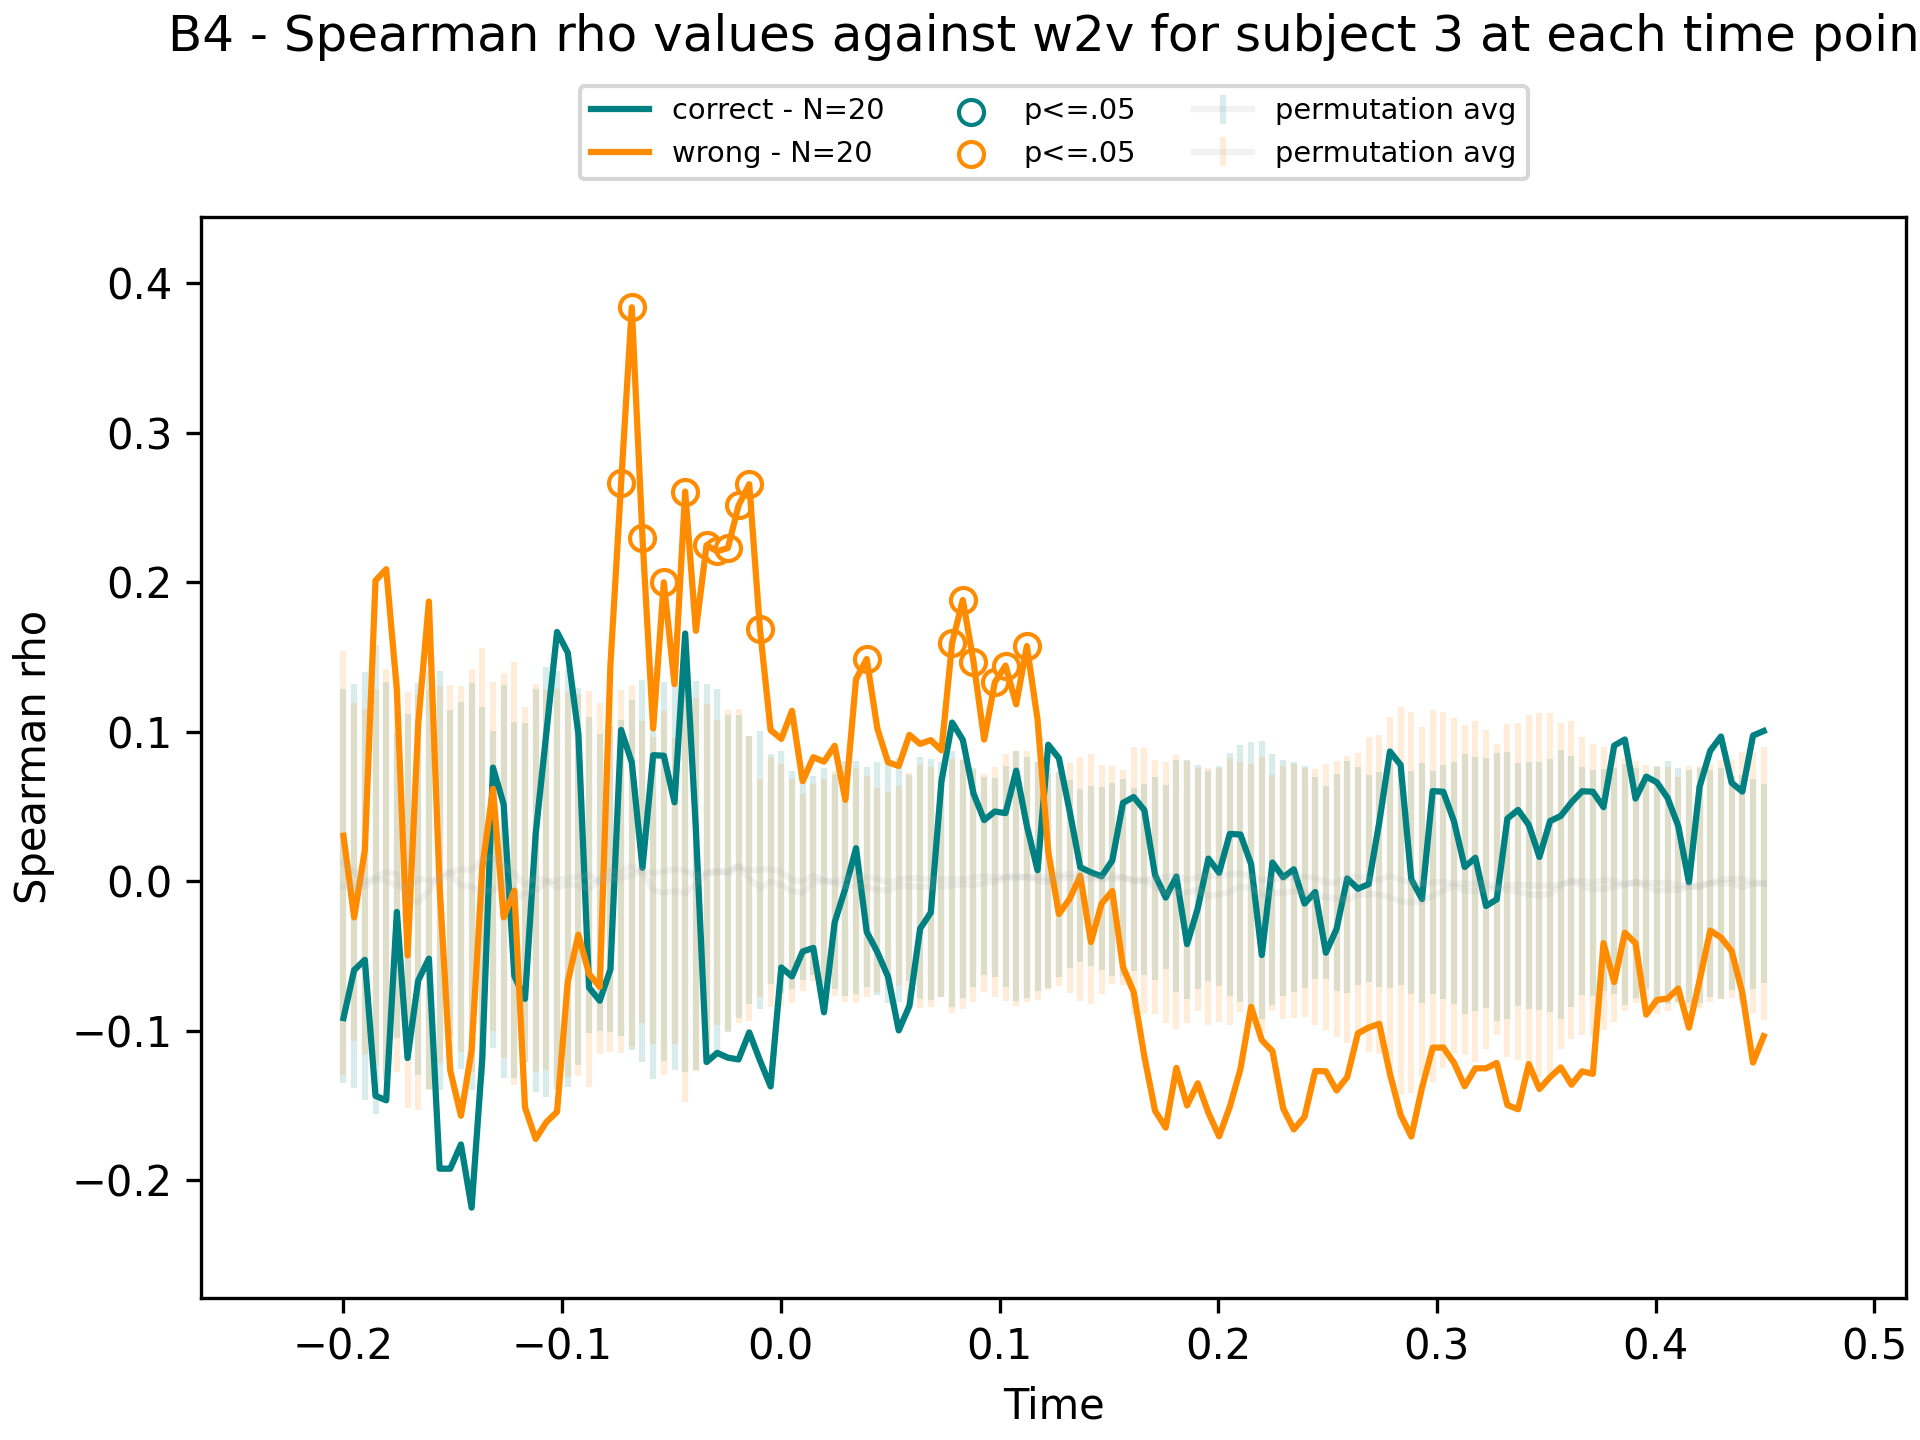 B4 - Spearman rho values against w2v for subject 3 at each time poin
correct - N=20
wrong - N=20
p<=.05
p<=.05
permutation avg
permutation avg
Spearman rho
0.4
0.3
0.2
0.1
0.0
−0.1
−0.2
−0.2
−0.1
0.0
0.1
0.2
0.3
0.4
0.5
Time